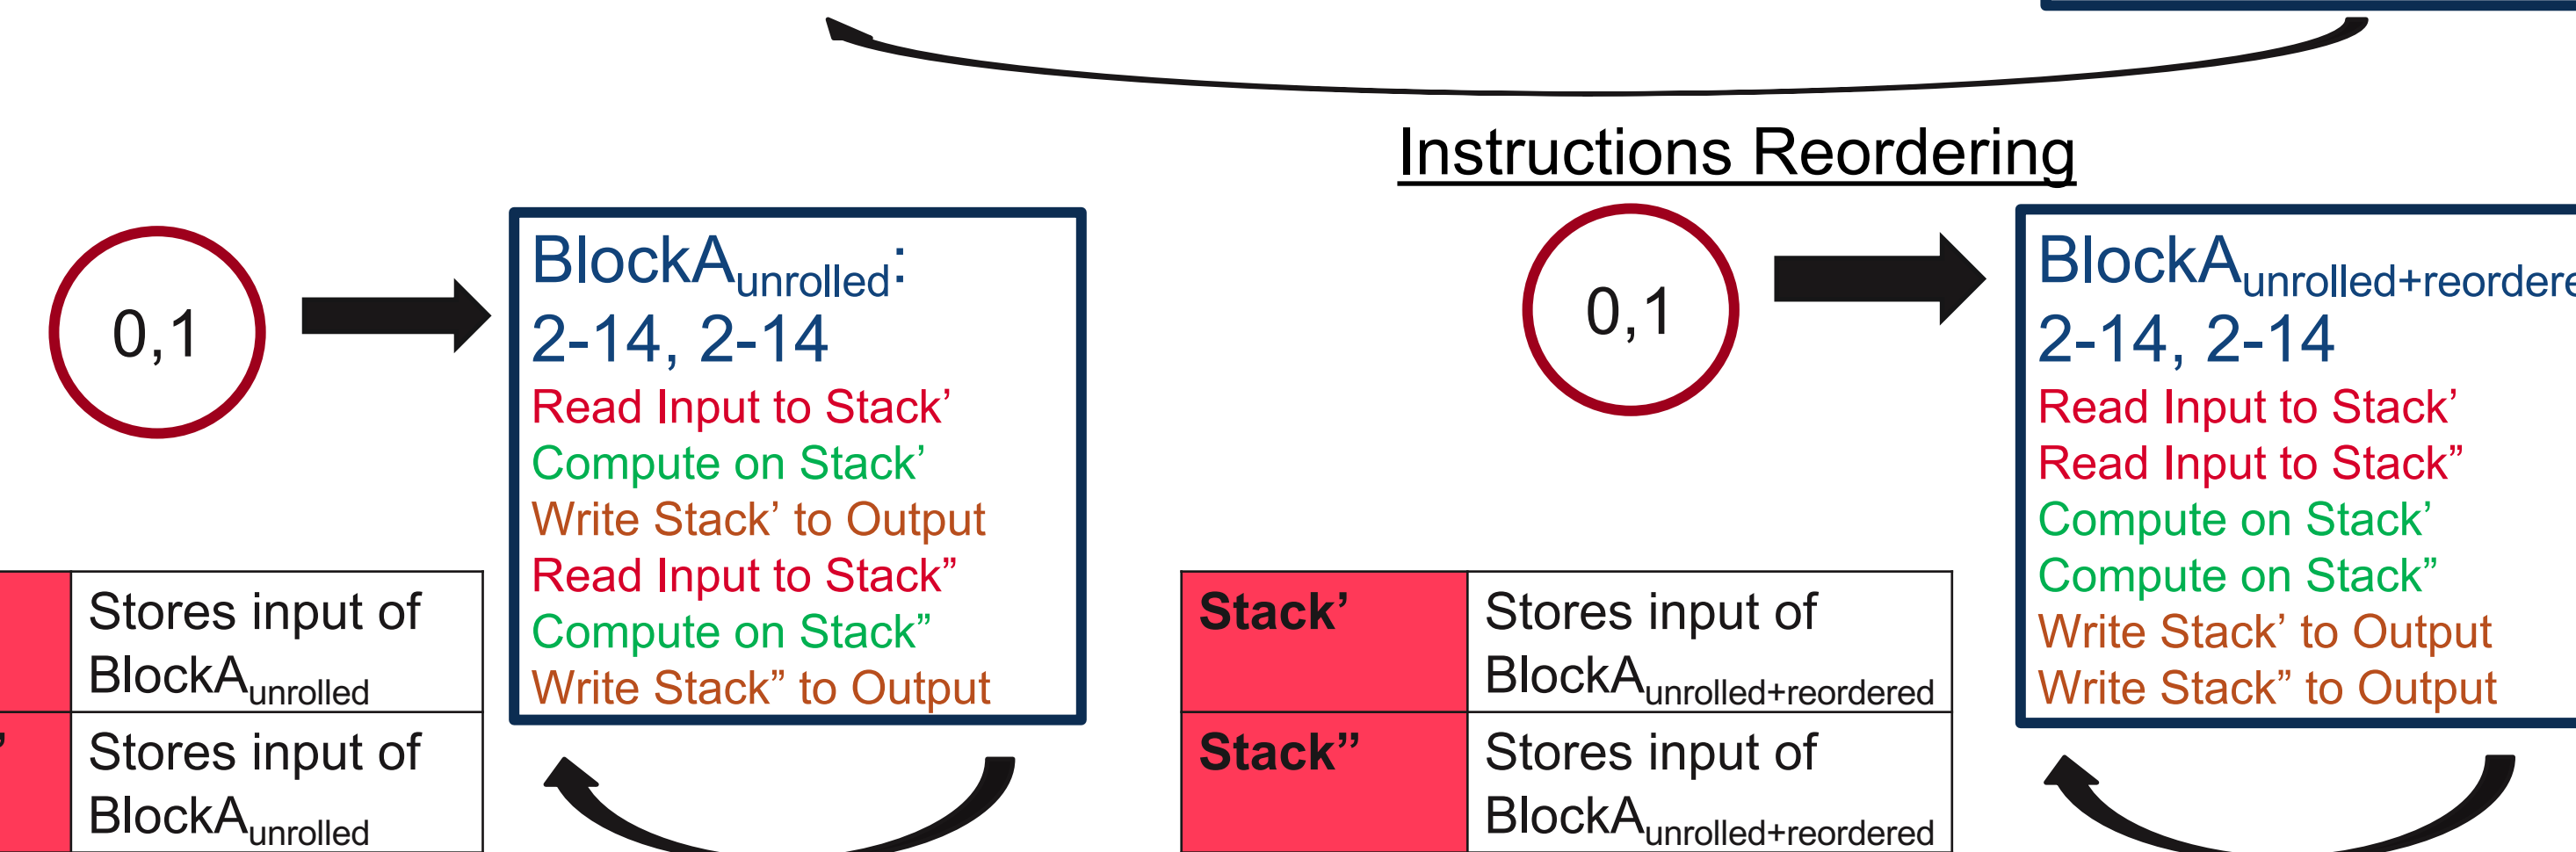 Instructions Reordering
0,1
BlockAunrolled:
2-14, 2-14
Read Input to Stack’
Compute on Stack’
Write Stack’ to Output
Read Input to Stack”
Compute on Stack”
Write Stack” to Output
Stores input of
BlockAunrolled
Stores input of
BlockAunrolled
0,1
BlockAunrolled+reordere
2-14, 2-14
Read Input to Stack’
Read Input to Stack”
Compute on Stack’
Compute on Stack”
Write Stack’ to Output
Write Stack” to Output
Stack’
Stores input of
BlockAunrolled+reordered
Stack”
Stores input of
BlockAunrolled+reordered